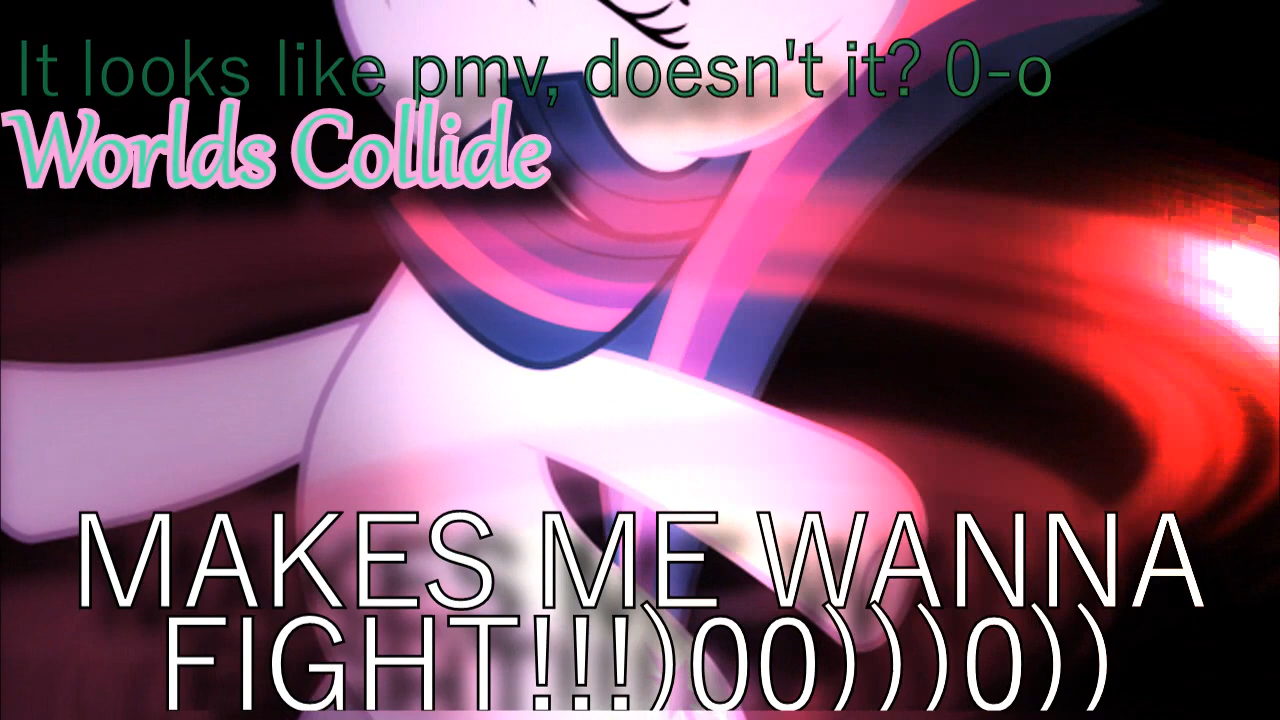 It looks like pmv, doesn't it? 0-o
Worlds Collide
MAKES ME WANNA
FIGHT!!!)00)))0))